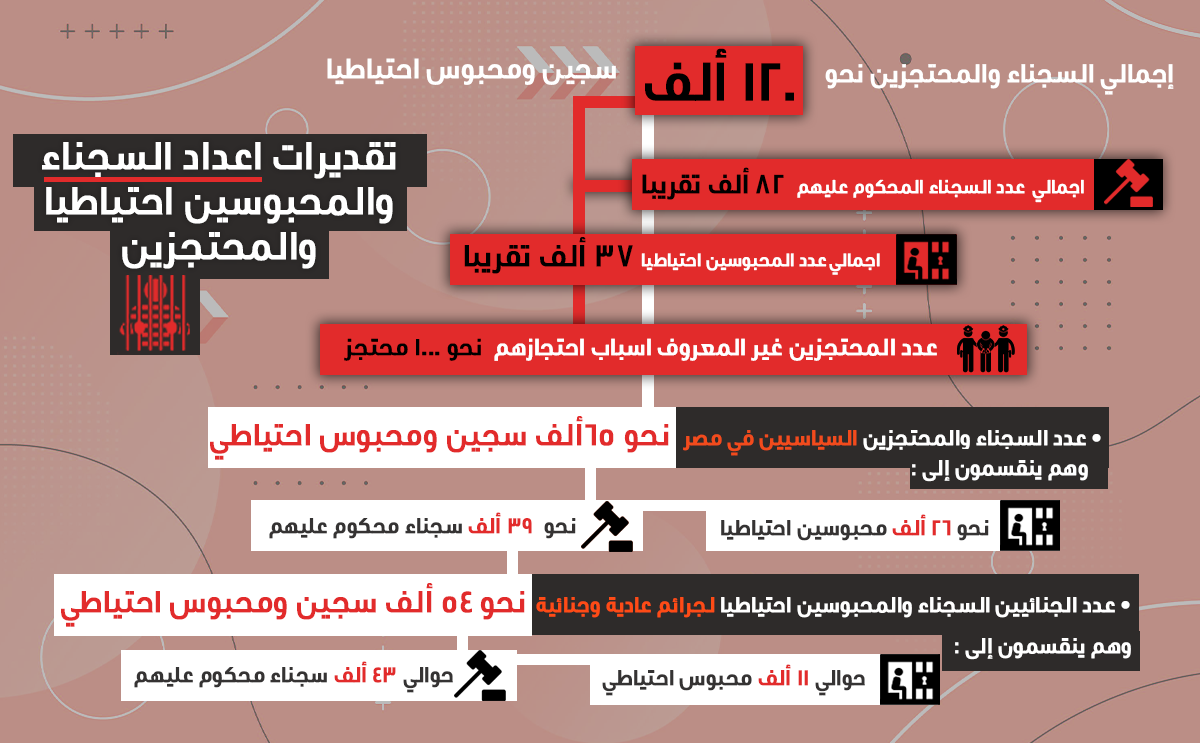 إجمالي السجناء والمحتجزين نحو ١٢٠ ألف سجين ومحبوس احتياطيا
تقديرات اعداد السجناء
والمحبوسين احتياطيا
والمحتجزين
اجمالي عدد السجناء المحكوم عليهم ٨٢ ألف تقريبا
اجمالي عدد المحبوسين احتياطيا ٣٧ ألف تقريبا
عدد المحتجزين غير المعروف اسباب احتجازهم نحو ١٠٠٠ محتجز
• عدد السجناء والمحتجزين السياسيين في مصر نحو ٦٥ألف سجين ومحبوس احتياطي
وهم ينقسمون إلى :
نحو ٢٦ ألف محبوسين احتياطيا
نحو ٣٩ ألف سجناء محكوم عليهم
• عدد الجنائيين السجناء والمحبوسين احتياطيا لجرائم عادية وجنائية نحو ٥٤ ألف سجين ومحبوس احتياطي
وهم ينقسمون إلى :
حوالي ١١ ألف محبوس احتياطي
حوالي ٤٣ ألف سجناء محكوم عليهم